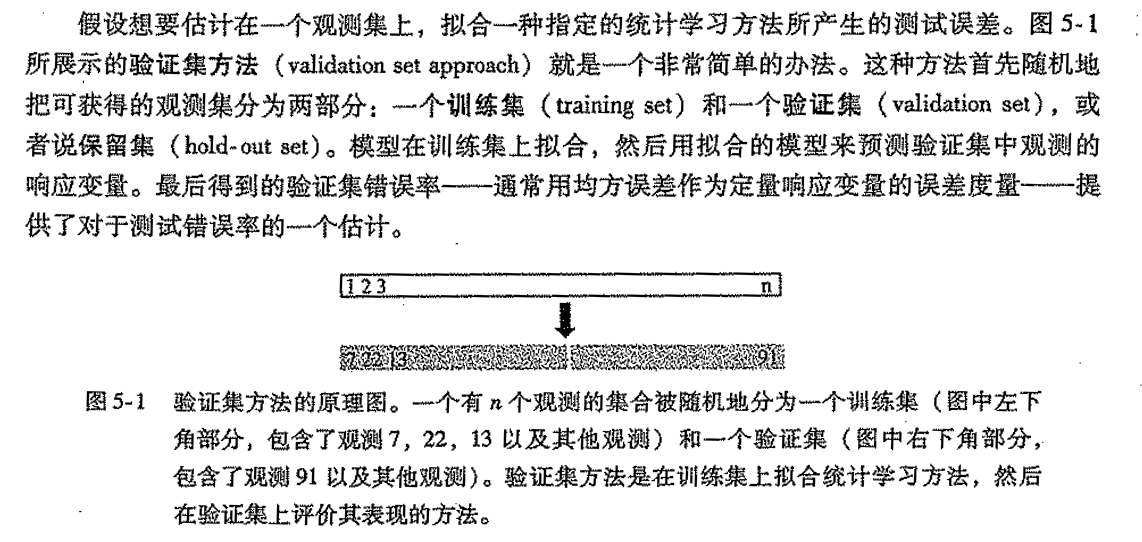 假设想要估计在一个观测集上，拟合一种指定的统计学习方法所产生的测试误差。图 5-1
所展示的验证集方法（validation set approach）就是一个非常简单的办法。这种方法首先随机地
把可获得的观测集分为两部分：一个训练集（training set）和一个验证集（validation set），或
者说保留集（hold-out set）。模型在训练集上拟合，然后用拟合的模型来预测验证集中观测的
响应变量。最后得到的验证集错误率——通常用均方误差作为定量响应变量的误差度量——提
供了对于测试错误率的一个估计。
1 2 3 n
7 22 13 91
图 5-1 验证集方法的原理图。一个有 n 个观测的集合被随机地分为一个训练集（图中左下
角部分，包含了观测 7，22，13 以及其他观测）和一个验证集（图中右下角部分，
包含了观测 91 以及其他观测）。验证集方法是在训练集上拟合统计学习方法，然后
在验证集上评价其表现的方法。